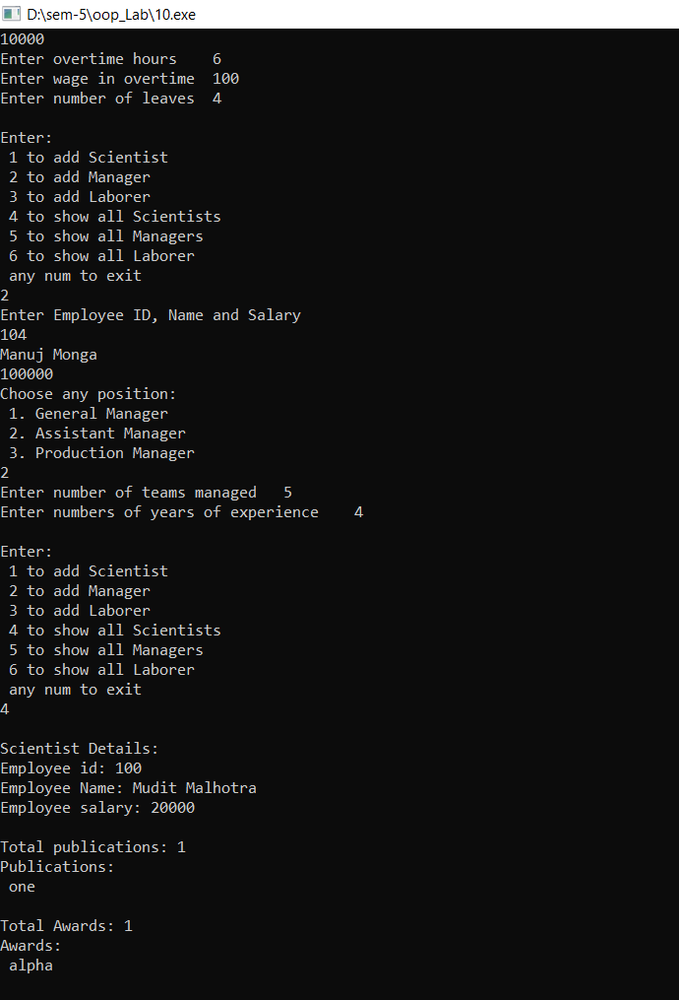 D:\sem-5\oop_Lab\10.exe
10000
Enter overtime hours    6
Enter wage in overtime  100
Enter number of leaves  4

Enter:
 1 to add Scientist
 2 to add Manager
 3 to add Laborer
 4 to show all Scientists
 5 to show all Managers
 6 to show all Laborer
 any num to exit
2
Enter Employee ID, Name and Salary
104
Manuj Monga
100000
Choose any position:
 1. General Manager
 2. Assistant Manager
 3. Production Manager
2
Enter number of teams managed   5
Enter numbers of years of experience    4

Enter:
 1 to add Scientist
 2 to add Manager
 3 to add Laborer
 4 to show all Scientists
 5 to show all Managers
 6 to show all Laborer
 any num to exit
4

Scientist Details:
Employee id: 100
Employee Name: Mudit Malhotra
Employee salary: 20000

Total publications: 1
Publications:
 one

Total Awards: 1
Awards:
 alpha